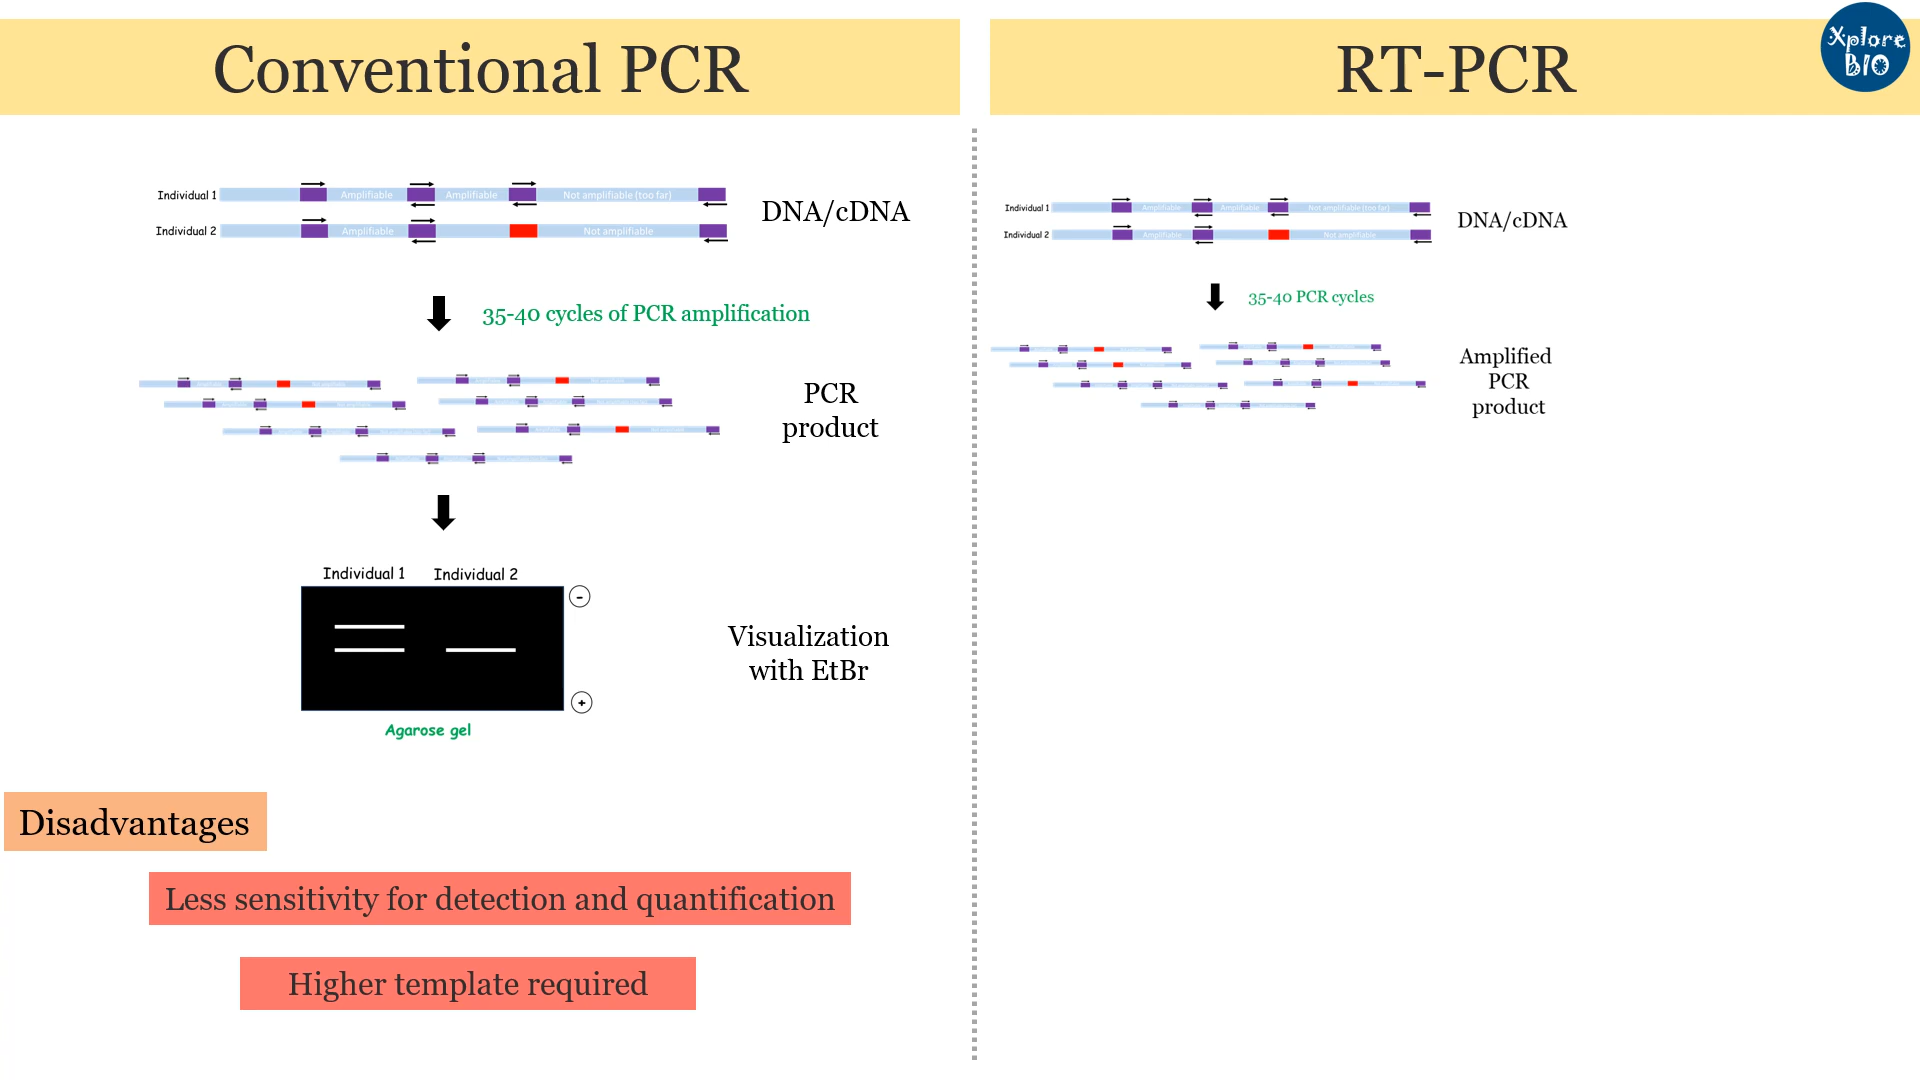 Conventional PCR
RT-PCR
Xplore
BIO
Individual 1
Amplifiable
Amplifiable
Not amplifiable (too far)
Individual 2
Amplifiable
Not amplifiable
DNA/cDNA
35-40 cycles of PCR amplification
PCR
product
Individual 1
Individual 2
-
+
Agarose gel
Visualization
with EtBr
Disadvantages
Less sensitivity for detection and quantification
Higher template required
Individual 1
Amplifiable
Amplifiable
Not amplifiable (too far)
Individual 2
Amplifiable
Not amplifiable
DNA/cDNA
35-40 PCR cycles
Amplified
PCR
product